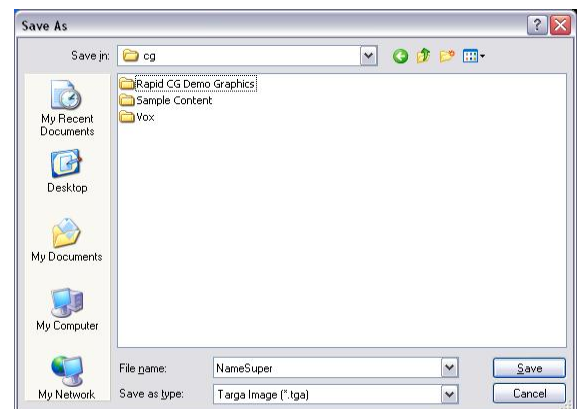 Save As
Save in: cg
Rapid CG Demo Graphics
Sample Content
Vox
My Recent
Documents
Desktop
My Documents
My Computer
My Network
File name: NameSuper Save
Save as type: Targa Image (*.tga) Cancel